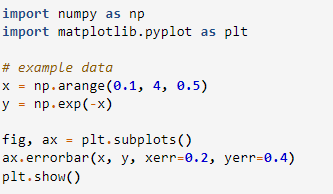 import numpy as np
import matplotlib.pyplot as plt
# example data
x = np.arange(0.1, 4, 0.5)
y = np.exp(-x)
fig, ax = plt.subplots()
ax.errorbar(x, y, xerr=0.2, yerr=0.4)
plt.show()